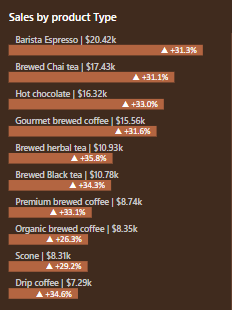 Sales by product Type
Barista Espresso | $20.42k
▲ +31.3%
Brewed Chai tea | $17.43k
▲ +31.1%
Hot chocolate | $16.32k
▲ +33.0%
Gourmet brewed coffee | $15.56k
▲ +31.6%
Brewed herbal tea | $10.93k
▲ +35.8%
Brewed Black tea | $10.78k
▲ +34.3%
Premium brewed coffee | $8.74k
▲ +33.1%
Organic brewed coffee | $8.35k
▲ +26.3%
Scone | $8.31k
▲ +29.2%
Drip coffee | $7.29k
▲ +34.6%